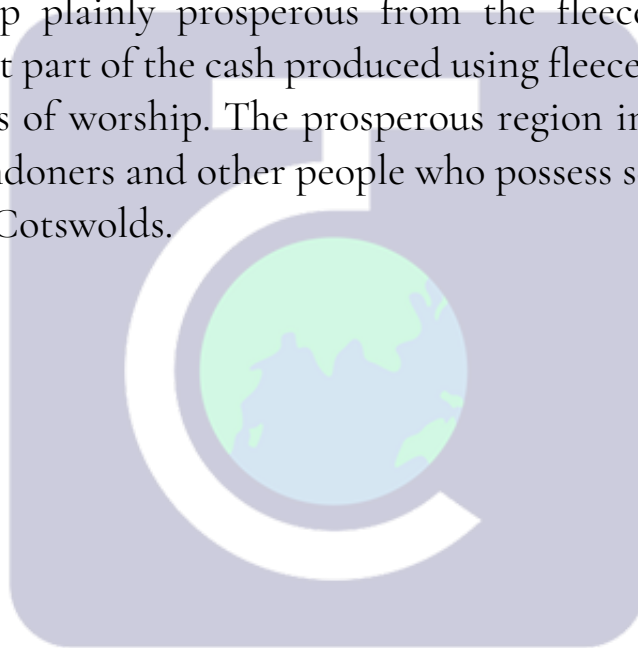 p plainly prosperous from the fleec
t part of the cash produced using fleece
s of worship. The prosperous region in
doners and other people who possess s
Cotswolds.